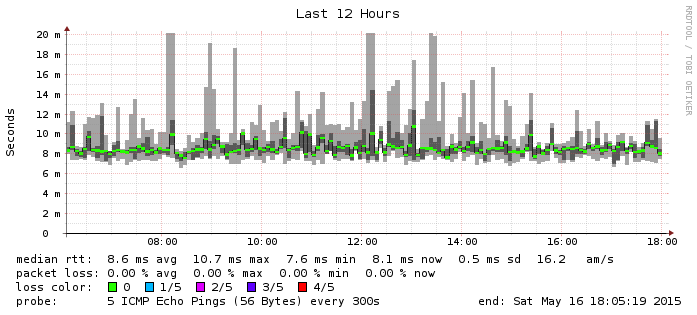 Last 12 Hours
RRDTOOL / TOBI OETIKER
Seconds
20 m
18 m
16 m
14 m
12 m
10 m
8 m
6 m
4 m
2 m
0
08:00 10:00 12:00 14:00 16:00 18:00
median rtt: 8.6 ms avg 10.7 ms max 7.6 ms min 8.1 ms now 0.5 ms sd 16.2 am/s
packet loss: 0.00 % avg 0.00 % max 0.00 % min 0.00 % now
loss color: 0 1/5 2/5 3/5 4/5
probe: 5 ICMP Echo Pings (56 Bytes) every 300s end: Sat May 16 18:05:19 2015